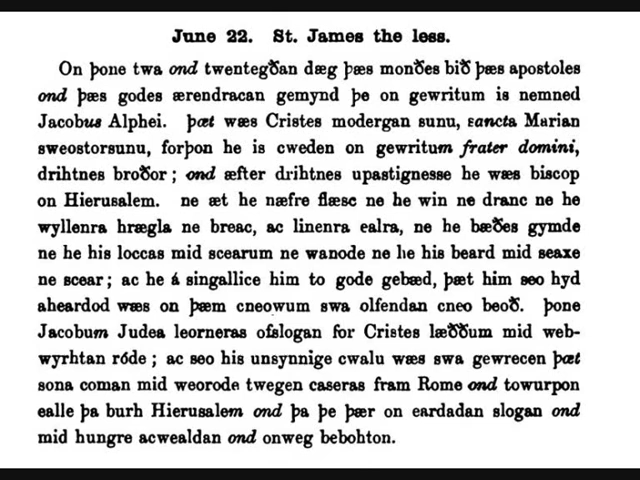 June 22. St. James the less.
On þone twa ond twentegðan dæg þæs monðes bið þæs apostoles
ond þæs godes ærendracan gemynd þe on gewritum is nemned
Jacobus Alphei. þæt wæs Cristes modergan sunu, sancta Marian
sweostorsunu, forþon he is cweden on gewritum frater domini,
drihtnes broðor; ond æfter drihtnes upastignesse he wæs biscop
on Hierusalem. ne æt he næfre flæsc ne he win ne dranc ne he
wyllenra hrægla ne breac, ac linenra ealra, ne he bæðes gymde
ne he his loccas mid scearum ne wanode ne he his beard mid seaxe
ne scear; ac he á singallice him to gode gebæd, þæt him seo hyd
aheardod wæs on þæm cneowum swa olfendan cneo beoð. þone
Jacobum Judea leorneras ofslogan for Cristes læððum mid web-
wyrhtan róde; ac seo his unsynnige cwalu wæs swa gewrecen þæt
sona coman mid weorode twegen caseras fram Rome ond towurpon
ealle þa burh Hierusalem ond þa þe þær on eardadan slogan ond
mid hungre acwealdan ond onweg bebohton.